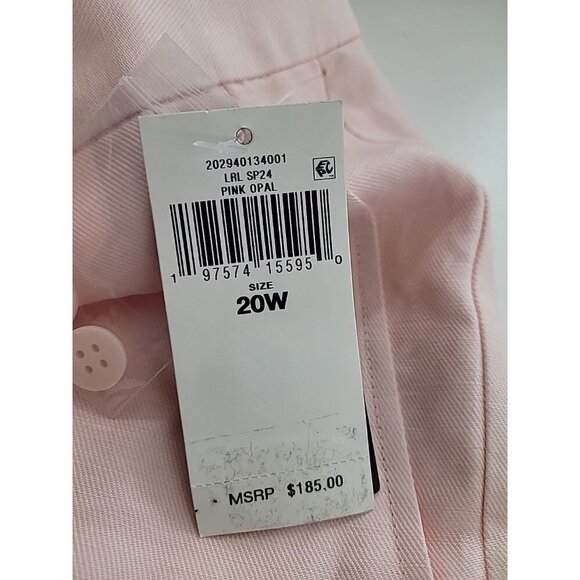 202940134001
LRL SP24
PINK OPAL
1 97574 15595 0
SIZE
20W
MSRP $185.00